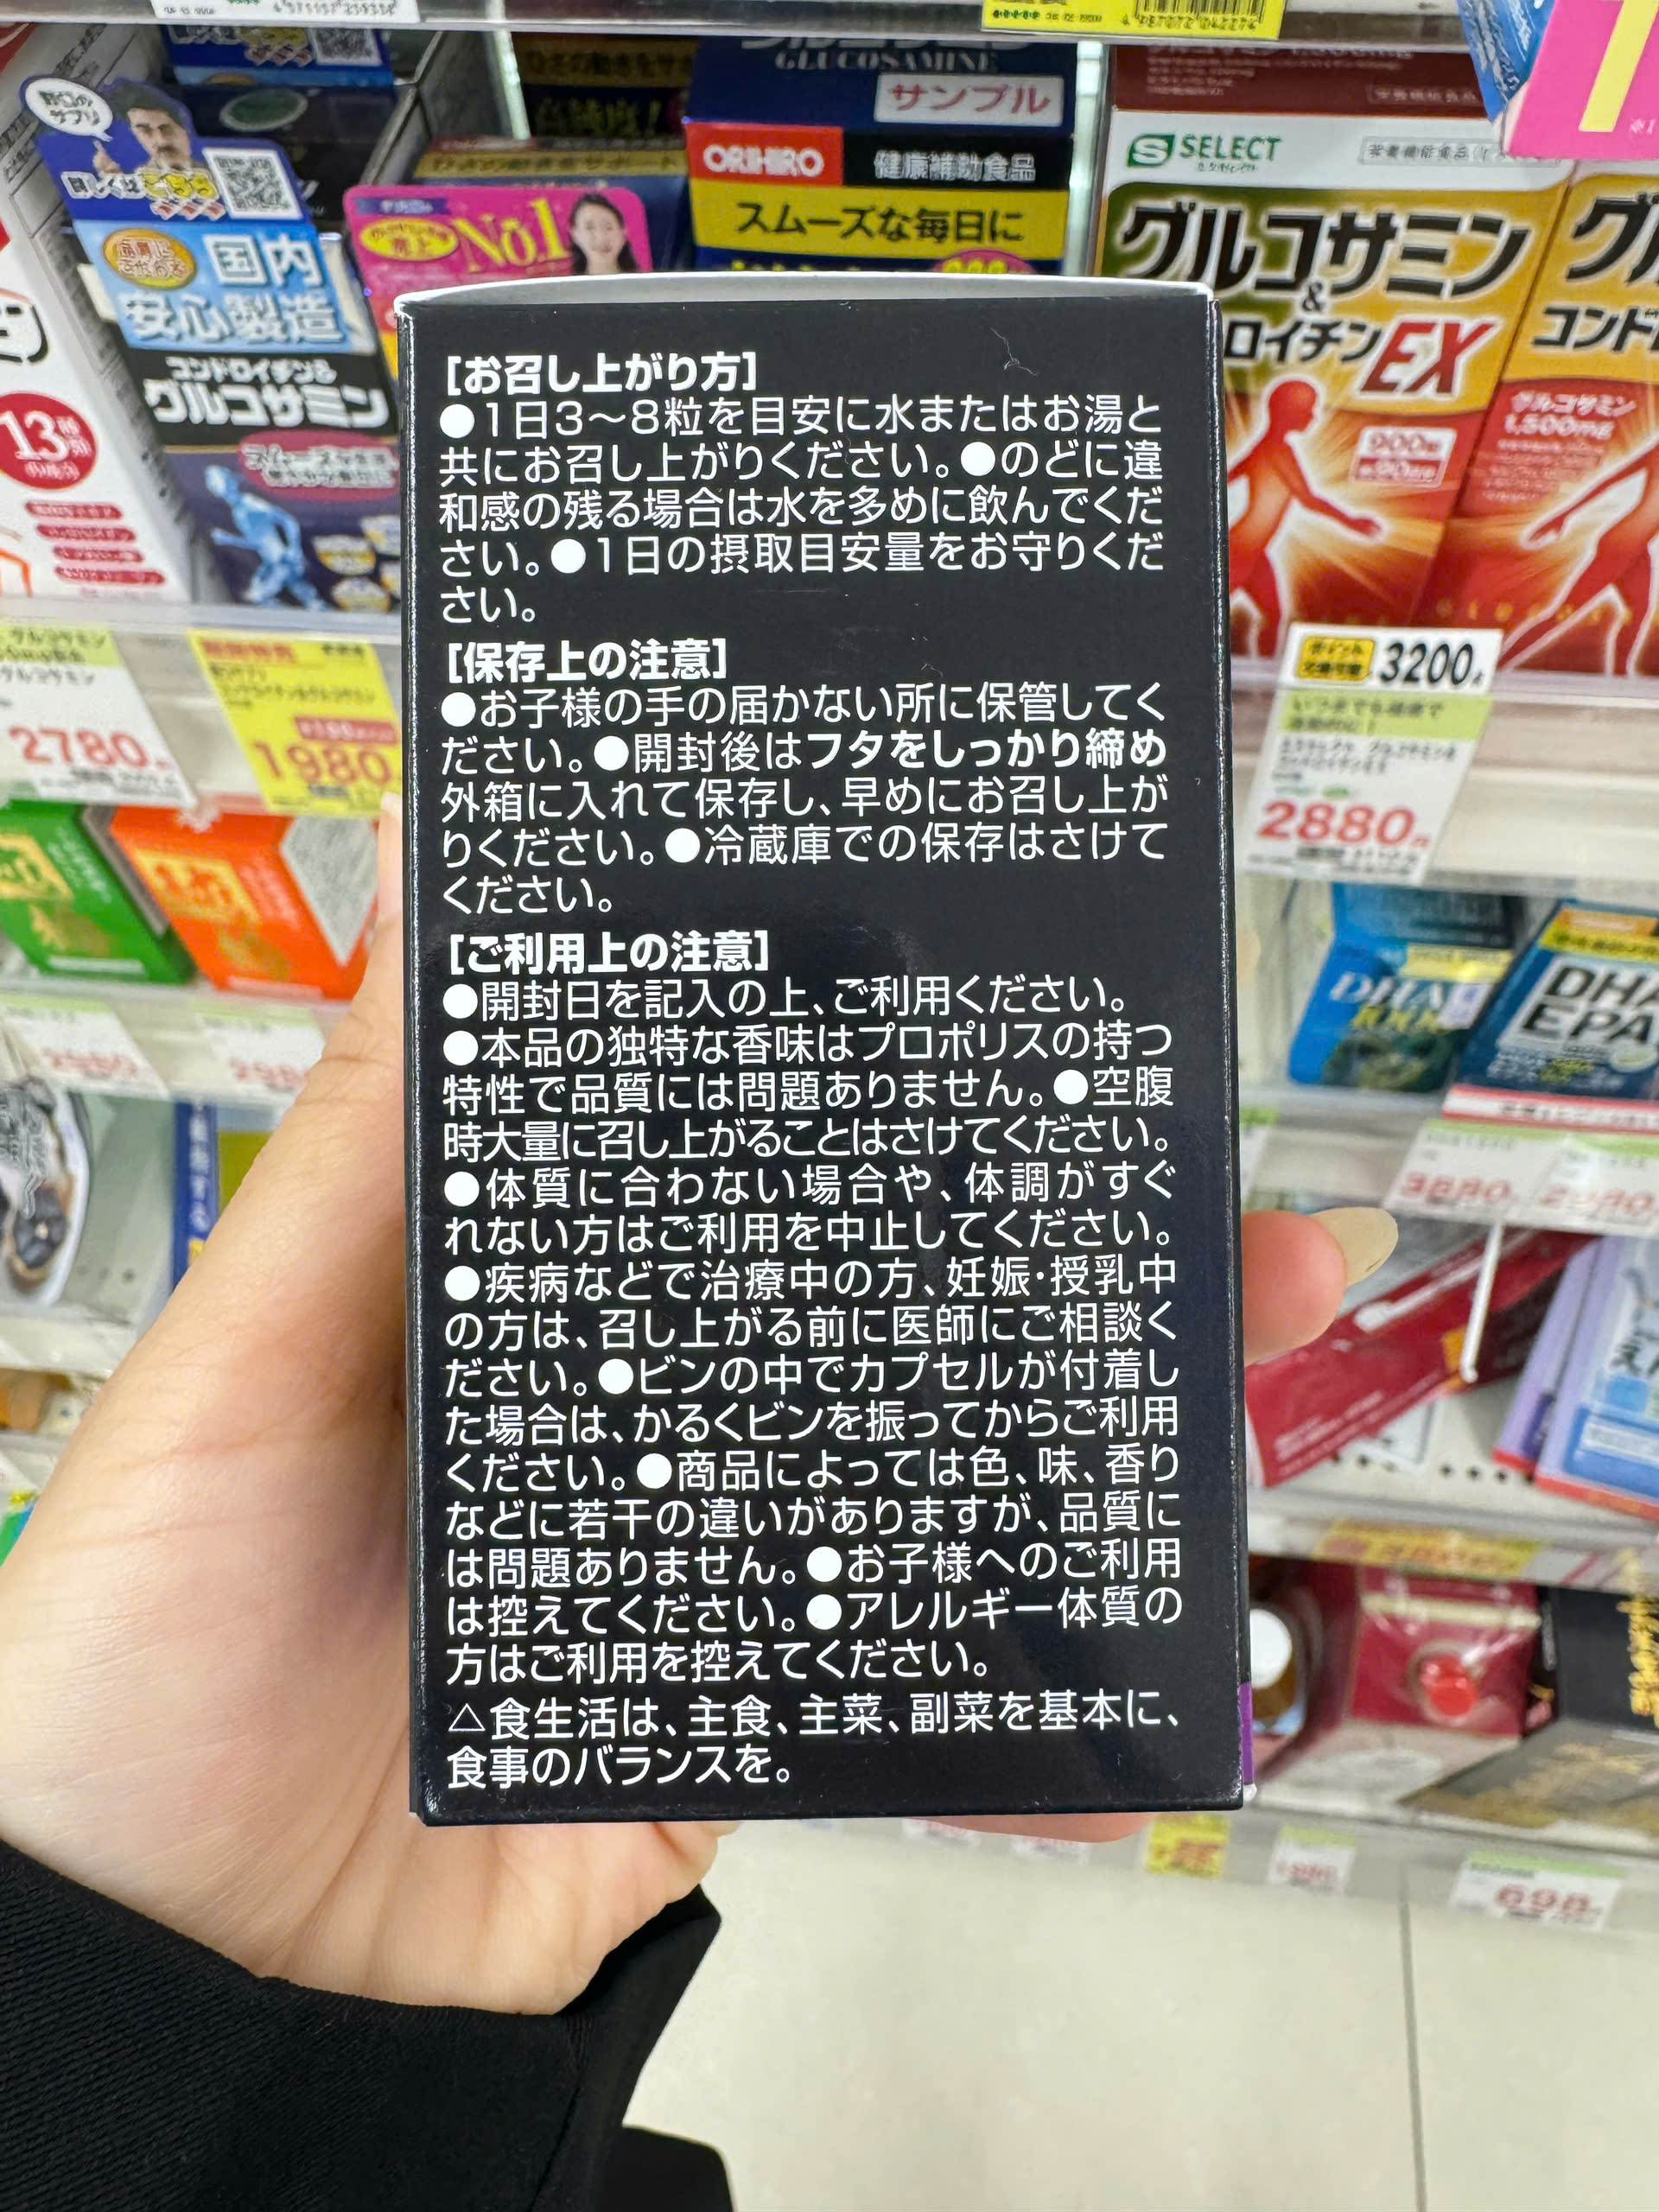 GLUCOSAMINE
サンプル
ORIHIRO
健康補助食品
スムーズな毎日に
No.1
国内
安心製造
コンドロイチン&
グルコサミン
13種
SELECT
グルコサミン
&
ロイチンEX
コンド
グルコサミン
1,500mg
900粒
約90日分
[お召し上がり方]
●1日3〜8粒を目安に水またはお湯と
共にお召し上がりください。●のどに違
和感の残る場合は水を多めに飲んでくだ
さい。●1日の摂取目安量をお守りくだ
さい。
[保存上の注意]
●お子様の手の届かない所に保管してく
ださい。●開封後はフタをしっかり締め
外箱に入れて保存し、早めにお召し上が
りください。●冷蔵庫での保存はさけて
ください。
[ご利用上の注意]
●開封日を記入の上、ご利用ください。
●本品の独特な香味はプロポリスの持つ
特性で品質には問題ありません。●空腹
時大量に召し上がることはさけてください。
●体質に合わない場合や、体調がすぐ
れない方はご利用を中止してください。
●疾病などで治療中の方、妊娠・授乳中
の方は、召し上がる前に医師にご相談く
ださい。●ビンの中でカプセルが付着し
た場合は、かるくビンを振ってからご利用
ください。●商品によっては色、味、香り
などに若干の違いがありますが、品質に
は問題ありません。●お子様へのご利用
は控えてください。●アレルギー体質の
方はご利用を控えてください。
△食生活は、主食、主菜、副菜を基本に、
食事のバランスを。
2780
1980
3200
2880
DHA
DHA
EPA
698